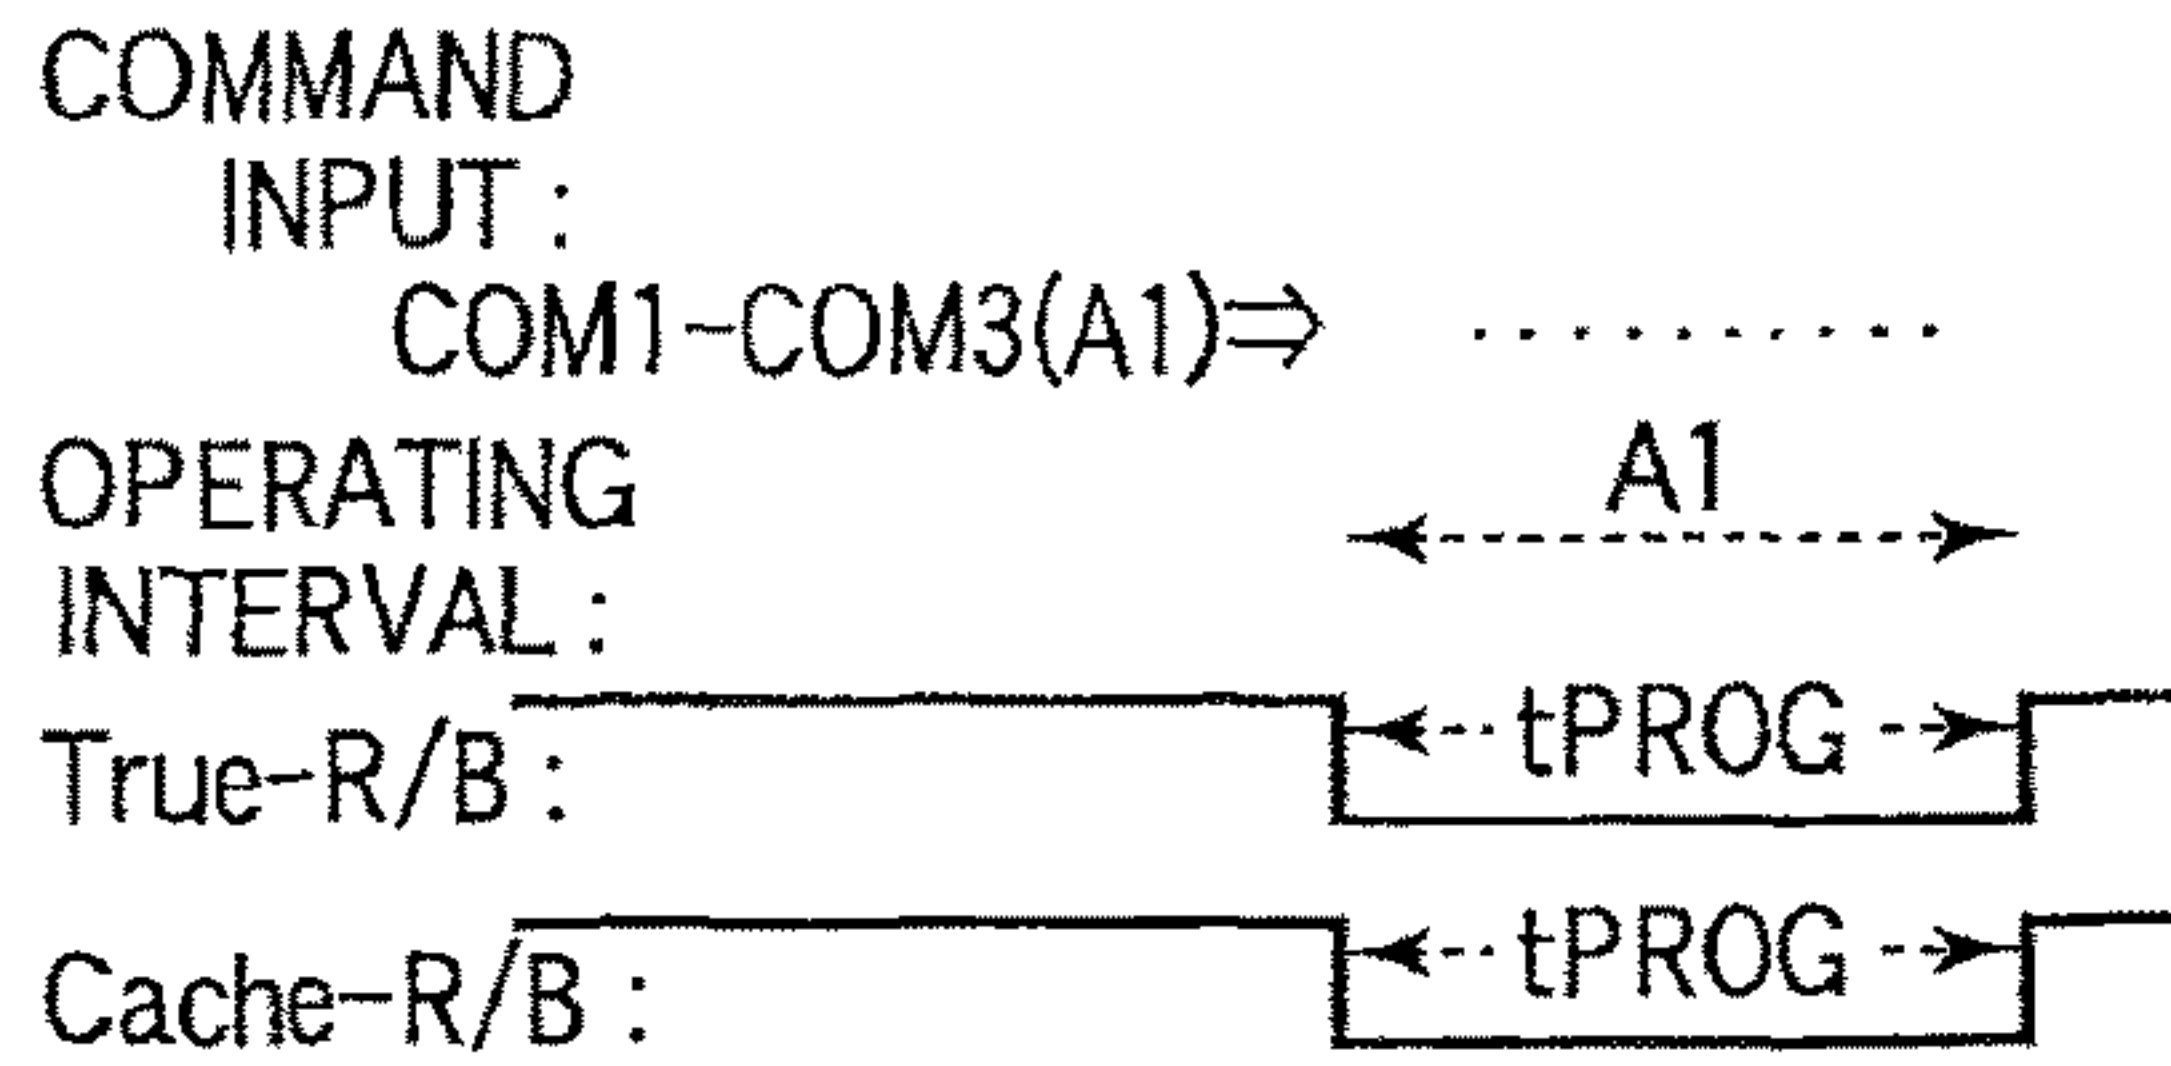 COMMAND
INPUT :
COM1-COM3(A1)⇒ ..........
A1
OPERATING
INTERVAL :
True-R/B : tPROG
Cache-R/B : tPROG